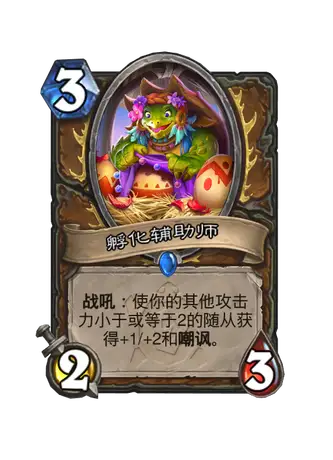 3
孵化辅助师
战吼：使你的其他攻击
力小于或等于2的随从获
得+1/+2和嘲讽。
2
3